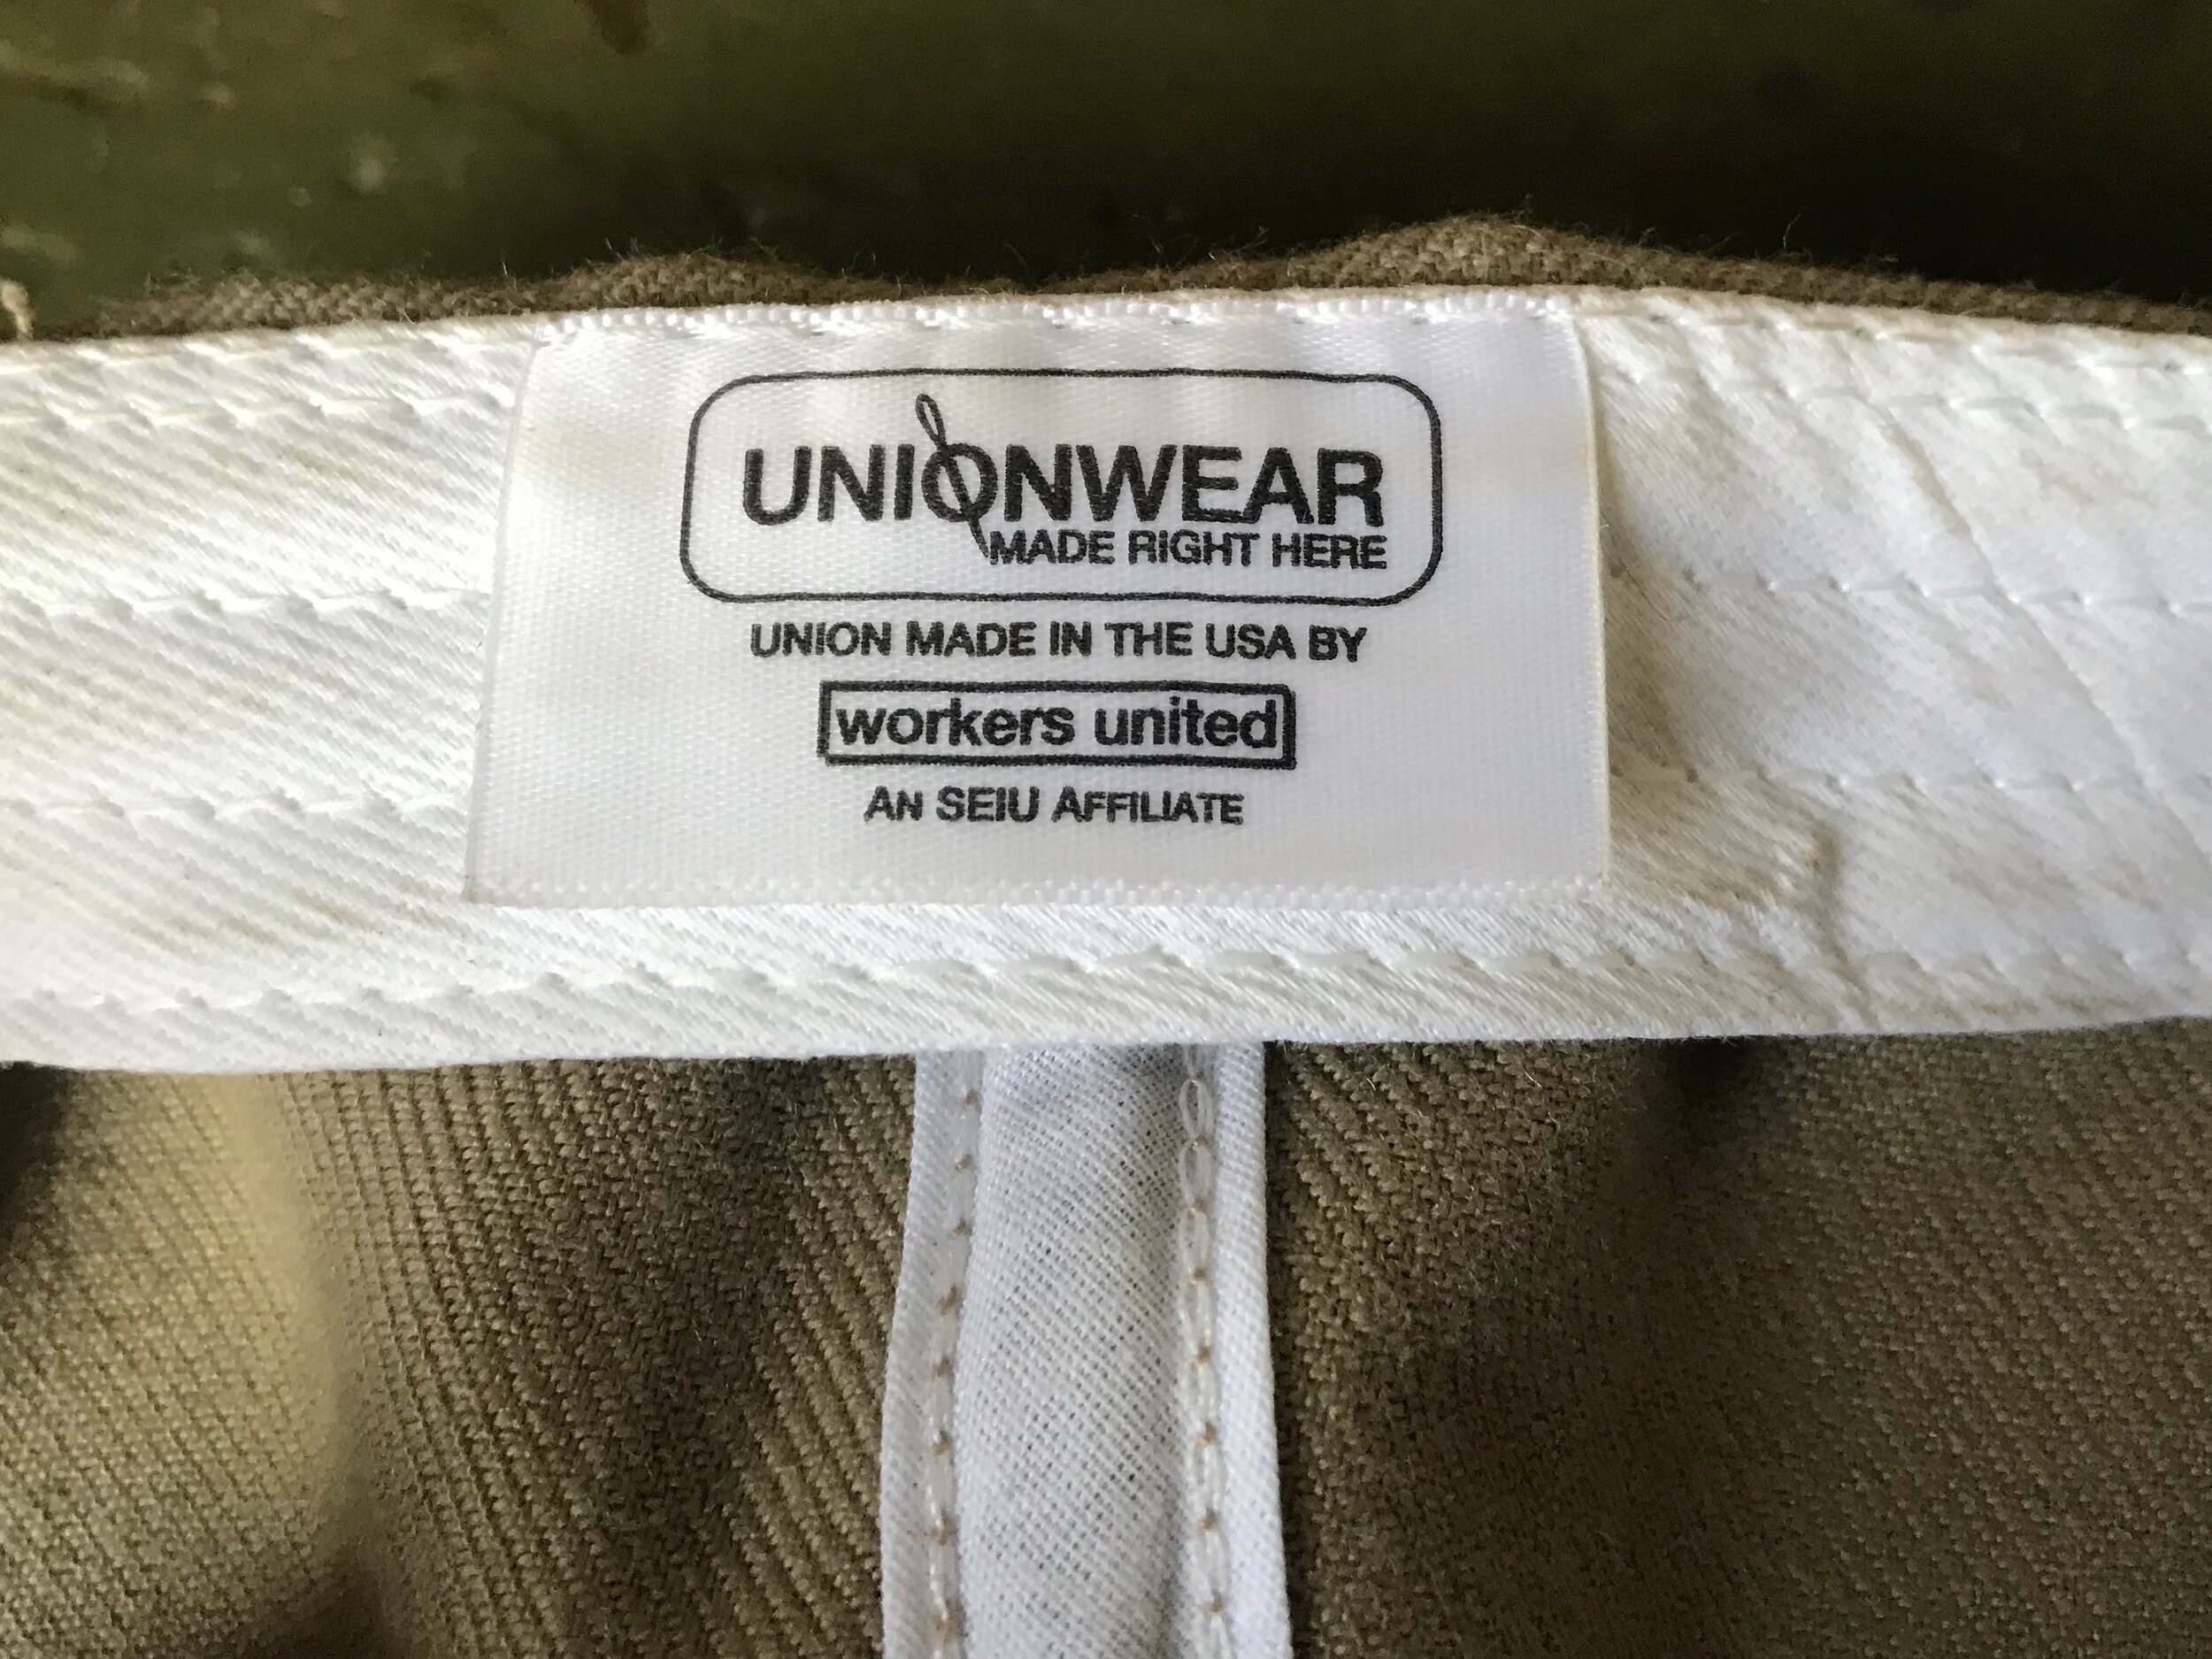 UNIONWEAR
MADE RIGHT HERE
UNION MADE IN THE USA BY
workers united
AN SEIU AFFILIATE